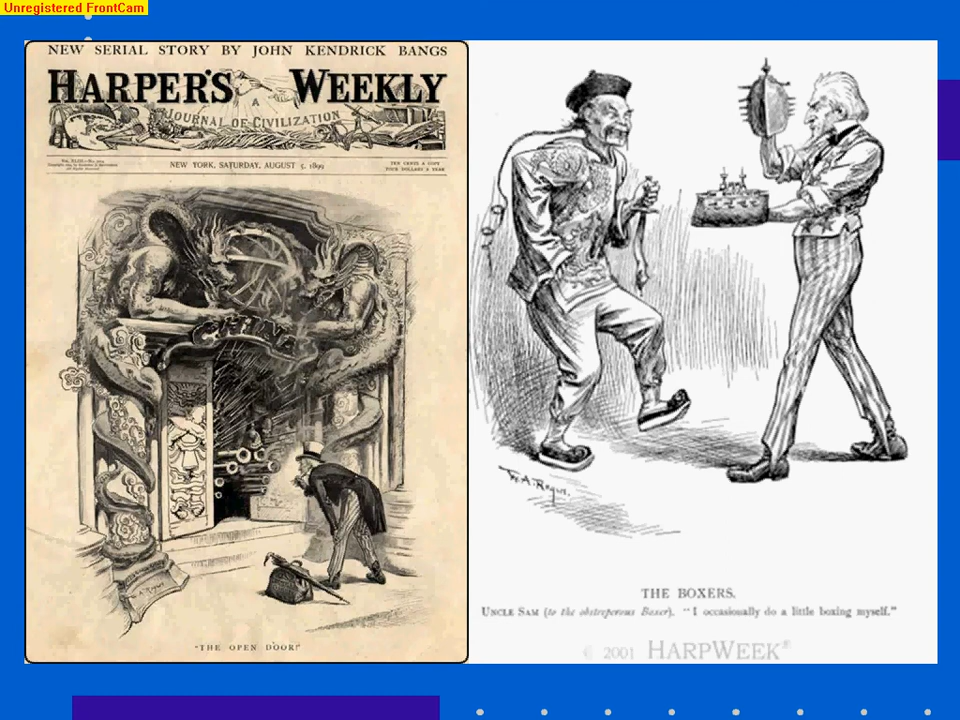 Unregistered FrontCam
NEW SERIAL STORY BY JOHN KENDRICK BANGS
HARPER'S WEEKLY
A
JOURNAL OF CIVILIZATION
NEW YORK, SATURDAY, AUGUST 5, 1899
TEN CENTS A COPY
FOUR DOLLARS A YEAR
CHINA
W.A. Rogers
"THE OPEN DOOR!"
W.A. Rogers.
THE BOXERS.
UNCLE SAM (to the obstreperous Boxer). "I occasionally do a little boxing myself."
© 2001 HARPWEEK®